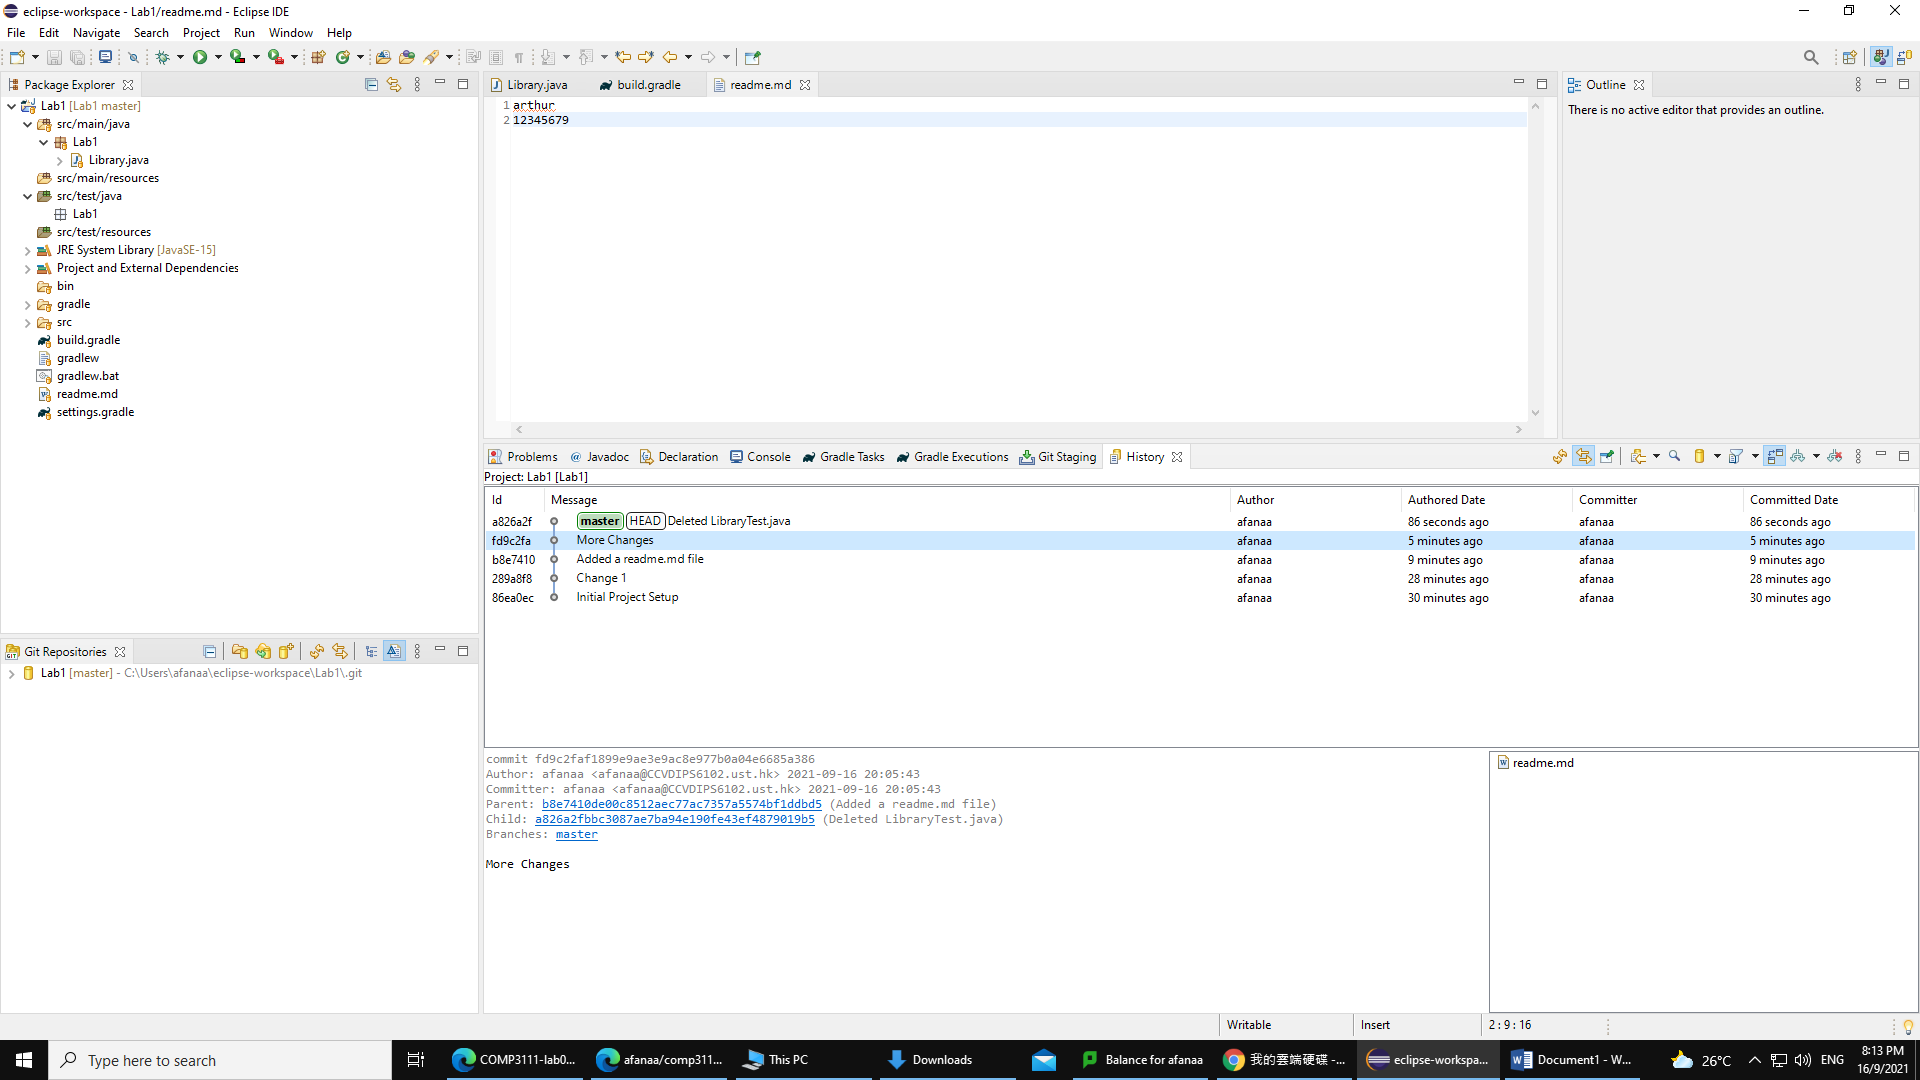 eclipse-workspace - Lab1/readme.md - Eclipse IDE
File Edit Navigate Search Project Run Window Help
Package Explorer
Lab1 [Lab1 master]
src/main/java
Lab1
Library.java
src/main/resources
src/test/java
Lab1
src/test/resources
JRE System Library [JavaSE-15]
Project and External Dependencies
bin
gradle
src
build.gradle
gradlew
gradlew.bat
readme.md
settings.gradle
Git Repositories
Lab1 [master] - C:\Users\afanaa\eclipse-workspace\Lab1\.git
Library.java build.gradle readme.md
1 arthur
2 12345679
Outline
There is no active editor that provides an outline.
Problems Javadoc Declaration Console Gradle Tasks Gradle Executions Git Staging History
Project: Lab1 [Lab1]
Id Message Author Authored Date Committer Committed Date
a826a2f master HEAD Deleted LibraryTest.java afanaa 86 seconds ago afanaa 86 seconds ago
fd9c2fa More Changes afanaa 5 minutes ago afanaa 5 minutes ago
b8e7410 Added a readme.md file afanaa 9 minutes ago afanaa 9 minutes ago
289a8f8 Change 1 afanaa 28 minutes ago afanaa 28 minutes ago
86ea0ec Initial Project Setup afanaa 30 minutes ago afanaa 30 minutes ago
commit fd9c2faf1899e9ae3e9ac8e977b0a04e6685a386
Author: afanaa <afanaa@CCVDIPS6102.ust.hk> 2021-09-16 20:05:43
Committer: afanaa <afanaa@CCVDIPS6102.ust.hk> 2021-09-16 20:05:43
Parent: b8e7410de00c8512aec77ac7357a5574bf1ddbd5 (Added a readme.md file)
Child: a826a2fbbc3087ae7ba94e190fe43ef4879019b5 (Deleted LibraryTest.java)
Branches: master
More Changes
readme.md
Writable Insert 2 : 9 : 16
Type here to search
COMP3111-lab0...
afanaa/comp311...
This PC
Downloads
Balance for afanaa
我的雲端硬碟 -...
eclipse-workspa...
Document1 - W...
26°C
ENG
8:13 PM
16/9/2021